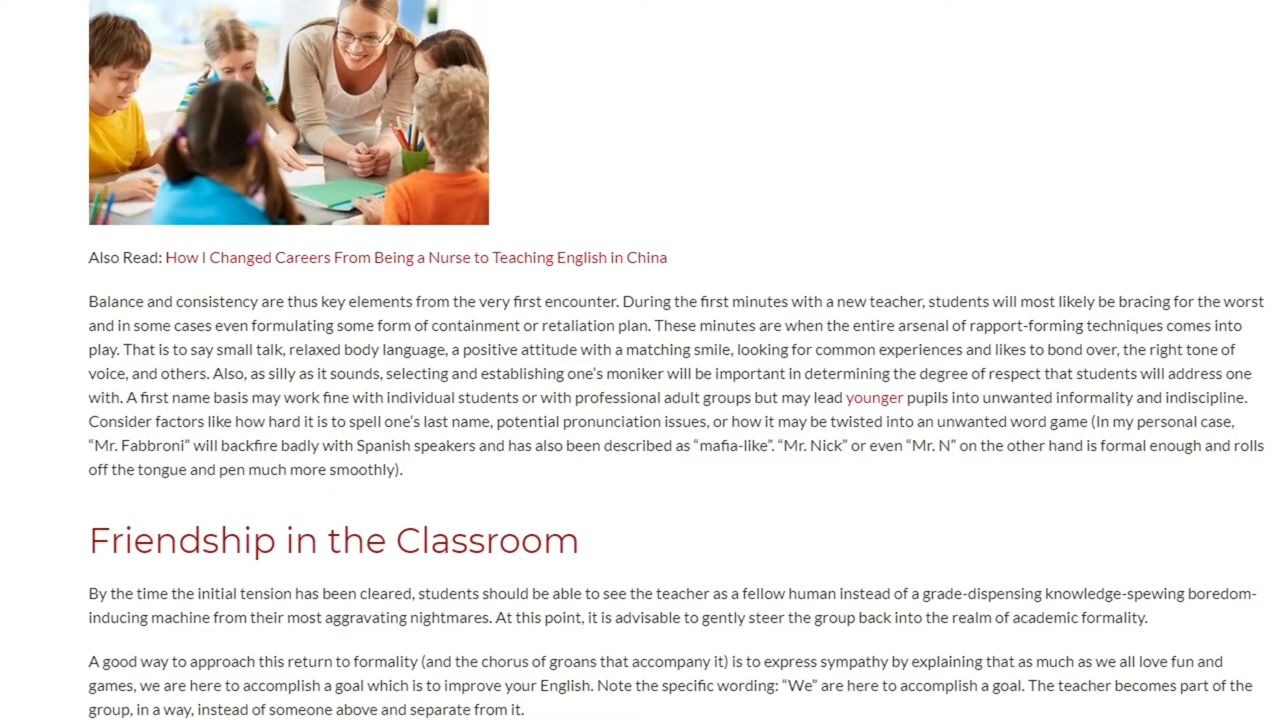 Also Read: How I Changed Careers From Being a Nurse to Teaching English in China
Balance and consistency are thus key elements from the very first encounter. During the first minutes with a new teacher, students will most likely be bracing for the worst
and in some cases even formulating some form of containment or retaliation plan. These minutes are when the entire arsenal of rapport-forming techniques comes into
play. That is to say small talk, relaxed body language, a positive attitude with a matching smile, looking for common experiences and likes to bond over, the right tone of
voice, and others. Also, as silly as it sounds, selecting and establishing one’s moniker will be important in determining the degree of respect that students will address one
with. A first name basis may work fine with individual students or with professional adult groups but may lead younger pupils into unwanted informality and indiscipline.
Consider factors like how hard it is to spell one’s last name, potential pronunciation issues, or how it may be twisted into an unwanted word game (In my personal case,
“Mr. Fabbroni” will backfire badly with Spanish speakers and has also been described as “mafia-like”. “Mr. Nick” or even “Mr. N” on the other hand is formal enough and rolls
off the tongue and pen much more smoothly).
Friendship in the Classroom
By the time the initial tension has been cleared, students should be able to see the teacher as a fellow human instead of a grade-dispensing knowledge-spewing boredom-
inducing machine from their most aggravating nightmares. At this point, it is advisable to gently steer the group back into the realm of academic formality.
A good way to approach this return to formality (and the chorus of groans that accompany it) is to express sympathy by explaining that as much as we all love fun and
games, we are here to accomplish a goal which is to improve your English. Note the specific wording: “We” are here to accomplish a goal. The teacher becomes part of the
group, in a way, instead of someone above and separate from it.